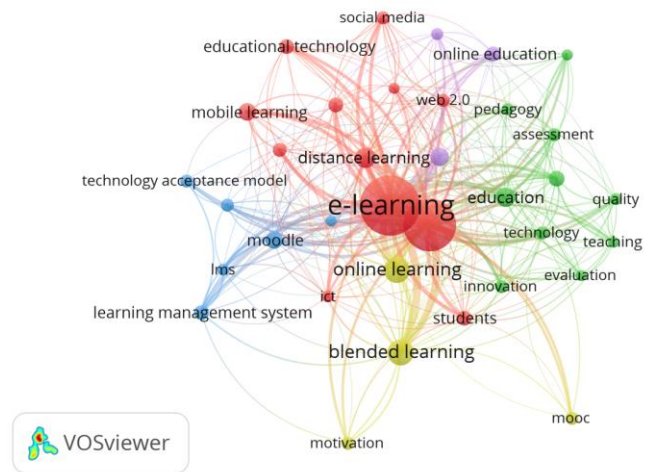 social media
educational technology
online education
web 2.0
mobile learning
pedagogy
assessment
distance learning
technology acceptance model
e-learning
education
quality
moodle
technology
teaching
lms
online learning
evaluation
innovation
ict
learning management system
students
blended learning
mooc
motivation
VOSviewer